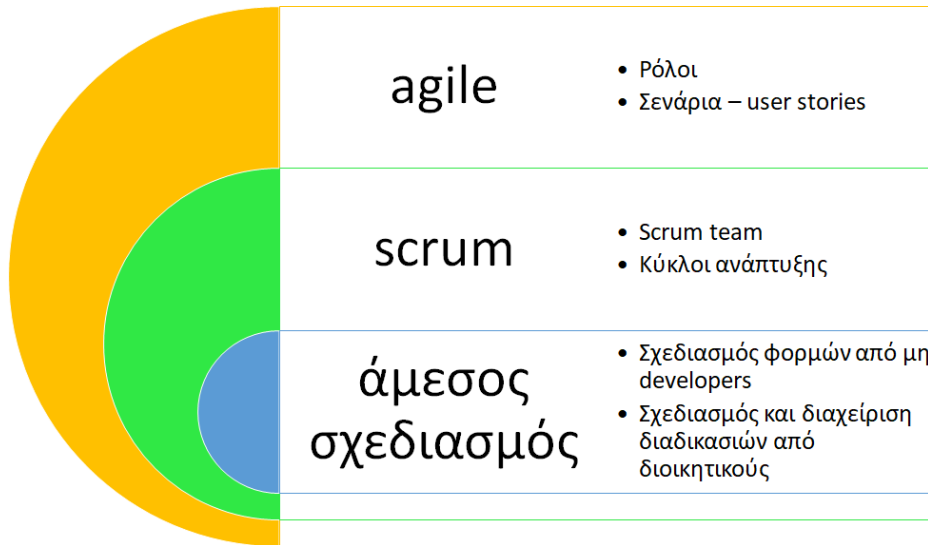 agile
• Ρόλοι
• Σενάρια – user stories
scrum
• Scrum team
• Κύκλοι ανάπτυξης
άμεσος
σχεδιασμός
• Σχεδιασμός φορμών από μη
developers
• Σχεδιασμός και διαχείριση
διαδικασιών από
διοικητικούς